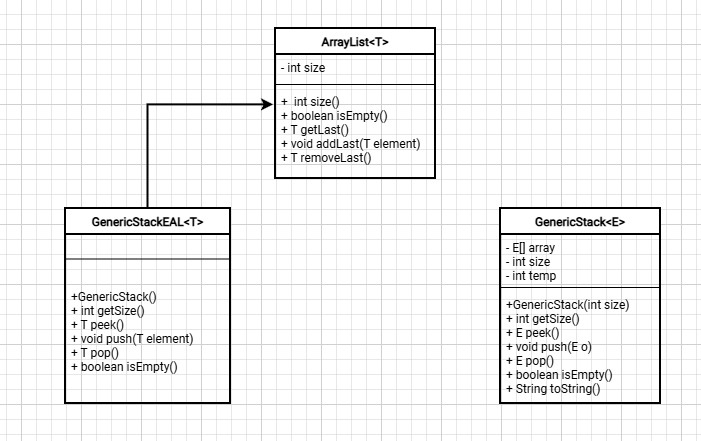 ArrayList<T>
- int size
+  int size()
+ boolean isEmpty()
+ T getLast()
+ void addLast(T element)
+ T removeLast()
GenericStackEAL<T>
+GenericStack()
+ int getSize()
+ T peek()
+ void push(T element)
+ T pop()
+ boolean isEmpty()
GenericStack<E>
- E[] array
- int size
- int temp
+GenericStack(int size)
+ int getSize()
+ E peek()
+ void push(E o)
+ E pop()
+ boolean isEmpty()
+ String toString()